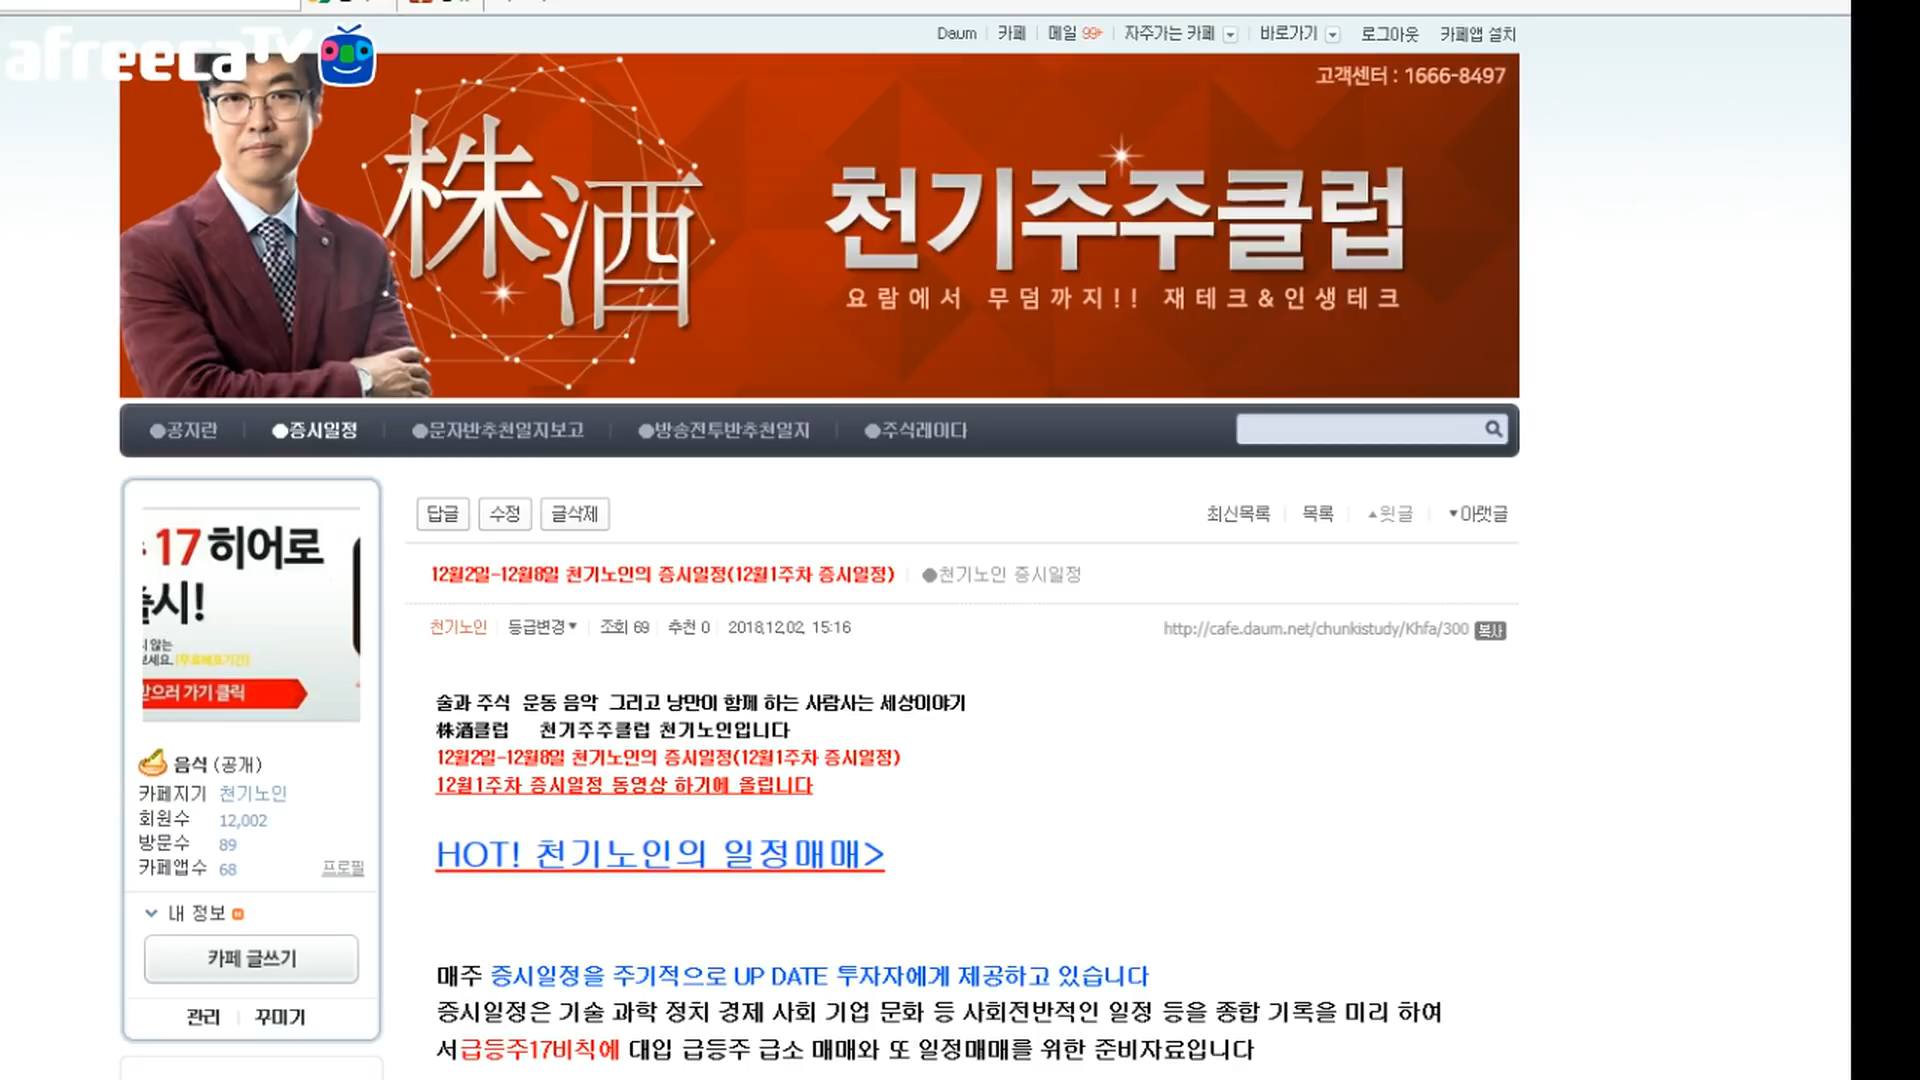 afreecaTV
Daum 카페 메일 99+ 자주가는 카페 바로가기 로그아웃 카페앱 설치
고객센터 : 1666-8497
株酒
천기주주클럽
요람에서 무덤까지!! 재테크&인생테크
●공지란 ●증시일정 ●문자반추천일지보고 ●방송전투반추천일지 ●주식레이다
답글 수정 글삭제 최신목록 목록 ▲윗글 ▼아랫글
17 히어로
시!
12월2일-12월8일 천기노인의 증시일정(12월1주차 증시일정) ●천기노인 증시일정
천기노인 등급변경▼ 조회 69 추천 0 2018.12.02. 15:16 http://cafe.daum.net/chunkistudy/Khfa/300 복사
않는
받으러 가기 클릭
술과 주식 운동 음악 그리고 낭만이 함께 하는 사람사는 세상이야기
株酒클럽 천기주주클럽 천기노인입니다
12월2일-12월8일 천기노인의 증시일정(12월1주차 증시일정)
12월1주차 증시일정 동영상 하기에 올립니다
음식 (공개)
카페지기 천기노인
회원수 12,002
방문수 89
카페앱수 68 프로필
HOT! 천기노인의 일정매매>
내 정보
카페 글쓰기
관리 꾸미기
매주 증시일정을 주기적으로 UP DATE 투자자에게 제공하고 있습니다
증시일정은 기술 과학 정치 경제 사회 기업 문화 등 사회전반적인 일정 등을 종합 기록을 미리 하여
서급등주17비칙에 대입 급등주 급소 매매와 또 일정매매를 위한 준비자료입니다